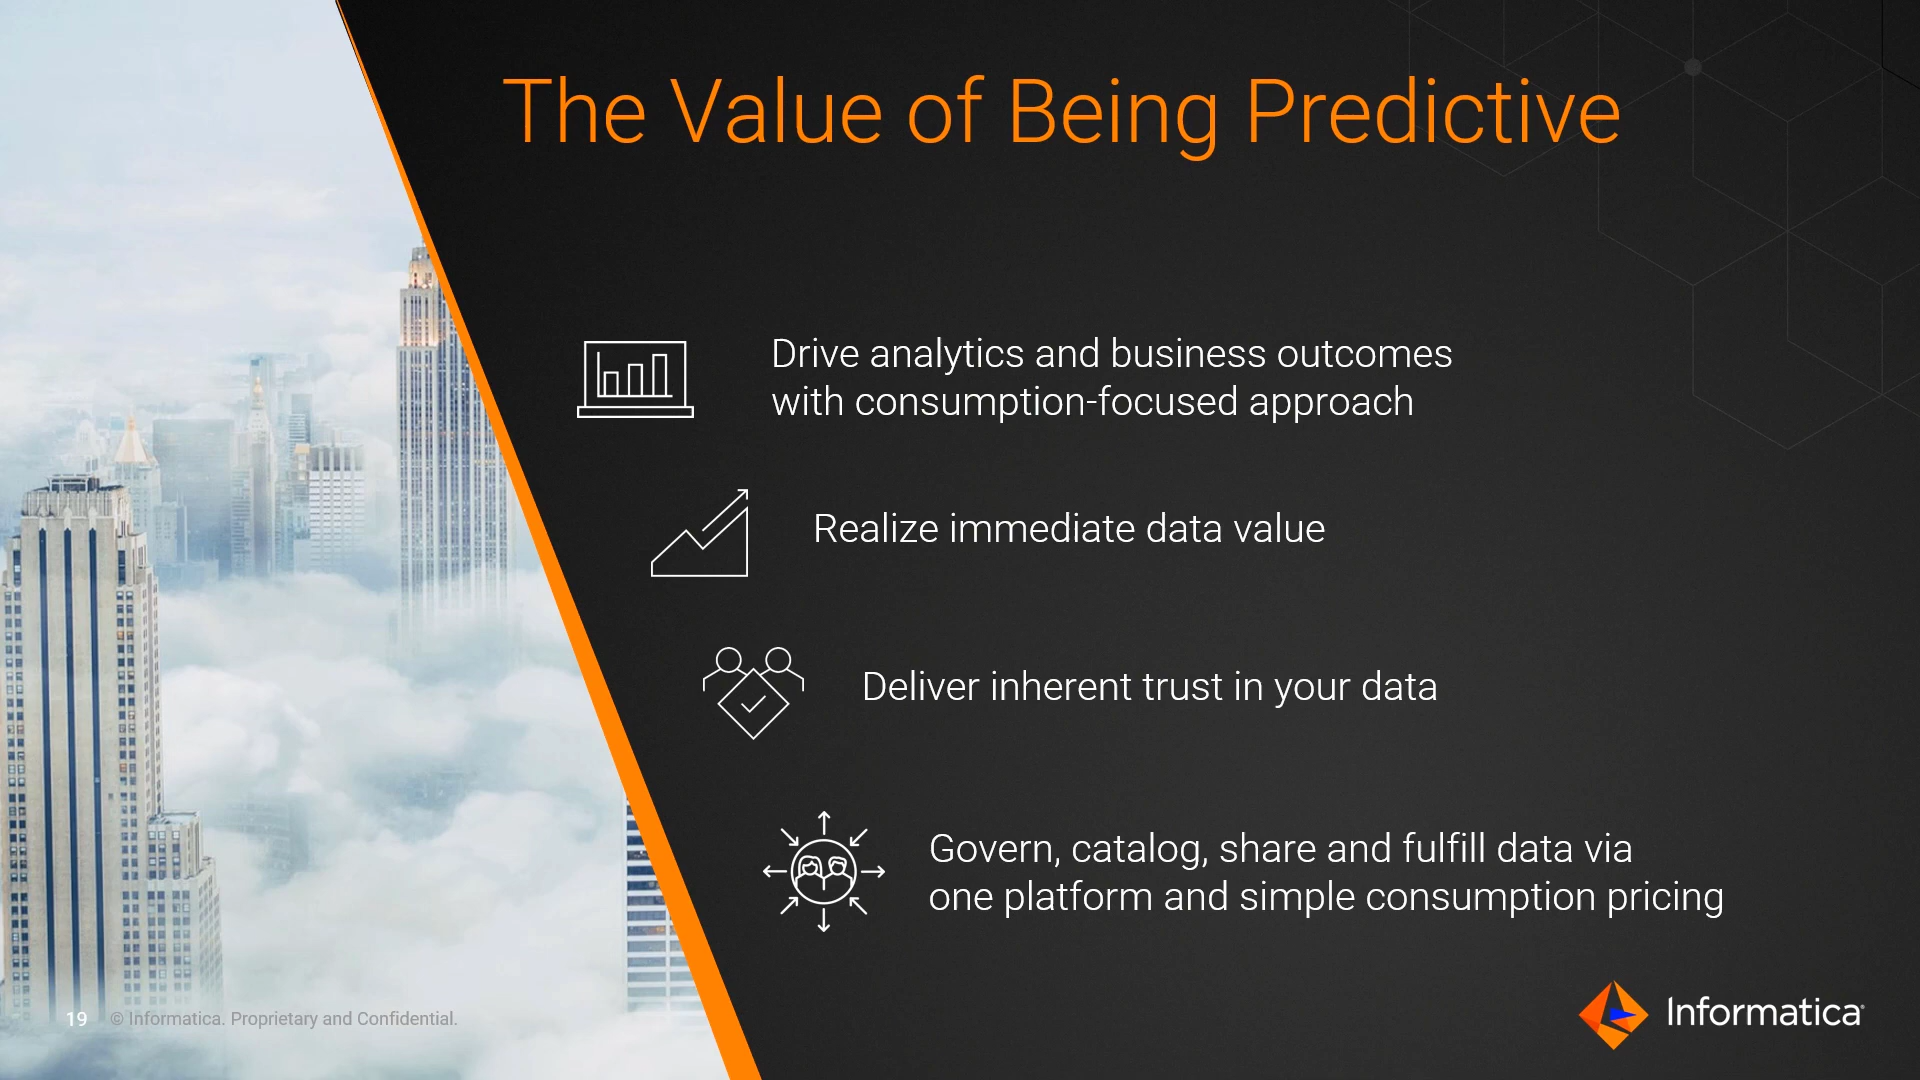 The Value of Being Predictive
Drive analytics and business outcomes
with consumption-focused approach
Realize immediate data value
Deliver inherent trust in your data
Govern, catalog, share and fulfill data via
one platform and simple consumption pricing
19 © Informatica. Proprietary and Confidential.
Informatica